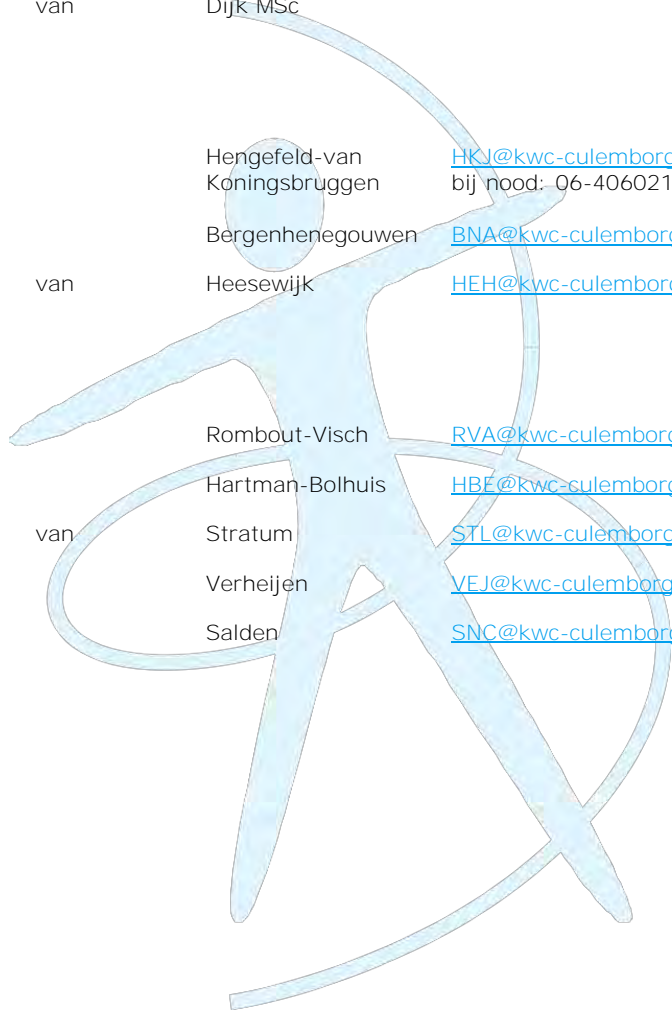 van Dijk MSc
Hengefeld-van HKJ@kwc-culemborg
Koningsbruggen bij nood: 06-406021
Bergenhenegouwen BNA@kwc-culemborg
van Heesewijk HEH@kwc-culemborg
Rombout-Visch RVA@kwc-culemborg
Hartman-Bolhuis HBE@kwc-culemborg
van Stratum STL@kwc-culemborg
Verheijen VEJ@kwc-culemborg
Salden SNC@kwc-culemborg